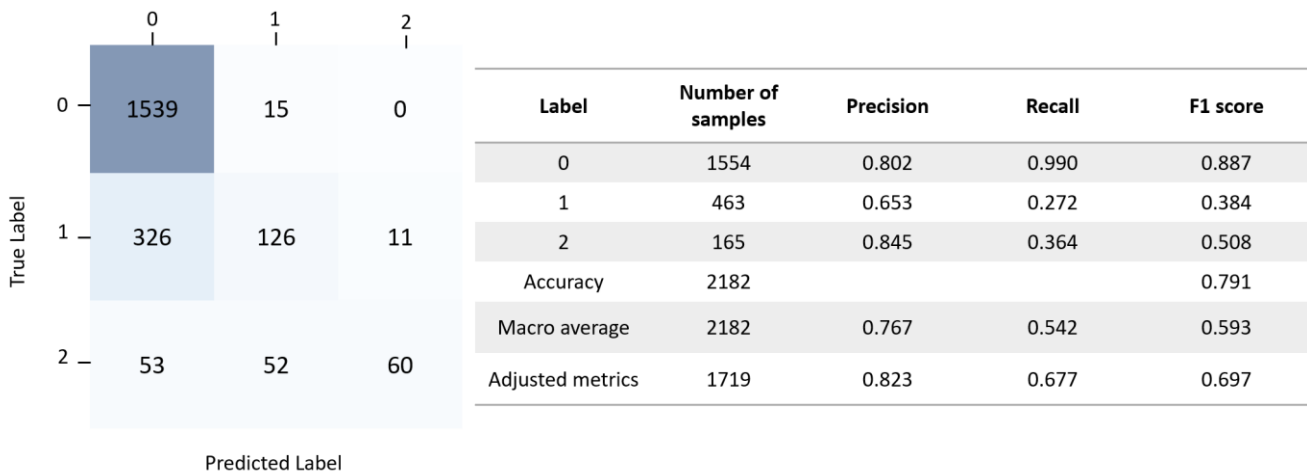 0 1 2
True Label
0 1539 15 0
1 326 126 11
2 53 52 60
Predicted Label
Label Number of samples Precision Recall F1 score
0 1554 0.802 0.990 0.887
1 463 0.653 0.272 0.384
2 165 0.845 0.364 0.508
Accuracy 2182 0.791
Macro average 2182 0.767 0.542 0.593
Adjusted metrics 1719 0.823 0.677 0.697